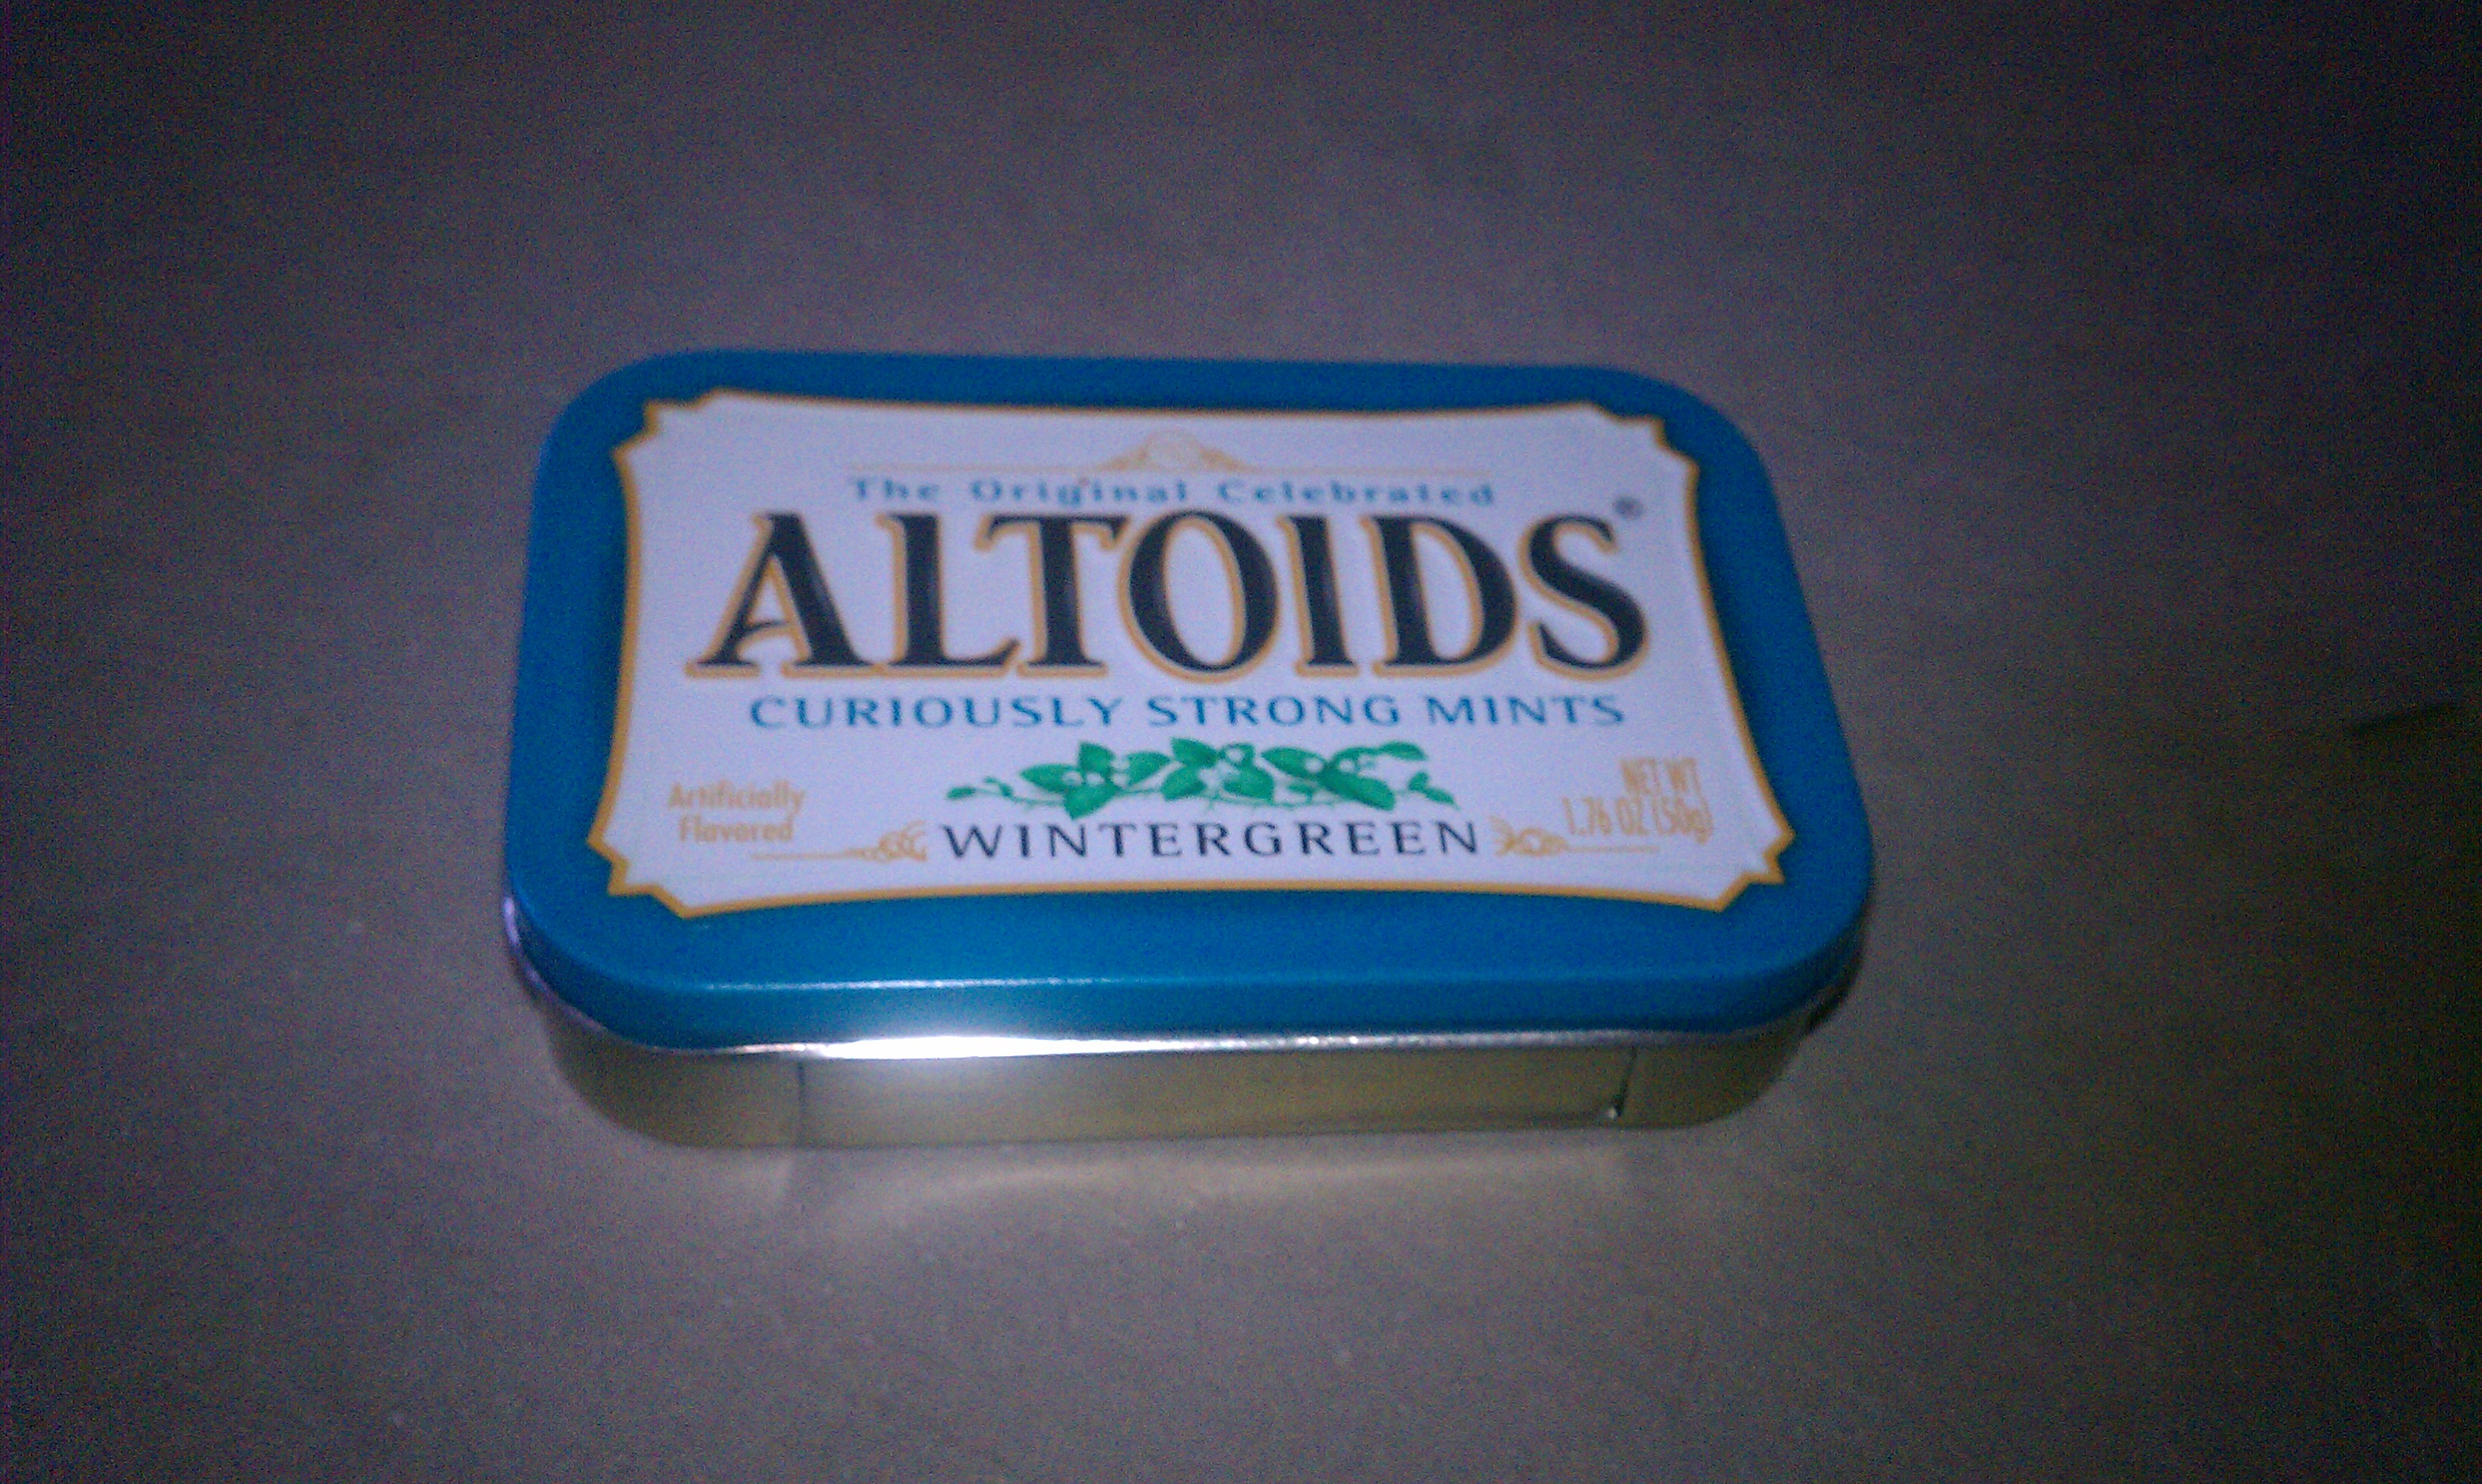 The Original Celebrated
ALTOIDS®
CURIOUSLY STRONG MINTS
Artificially
Flavored
WINTERGREEN
NET WT
1.76 OZ (50g)